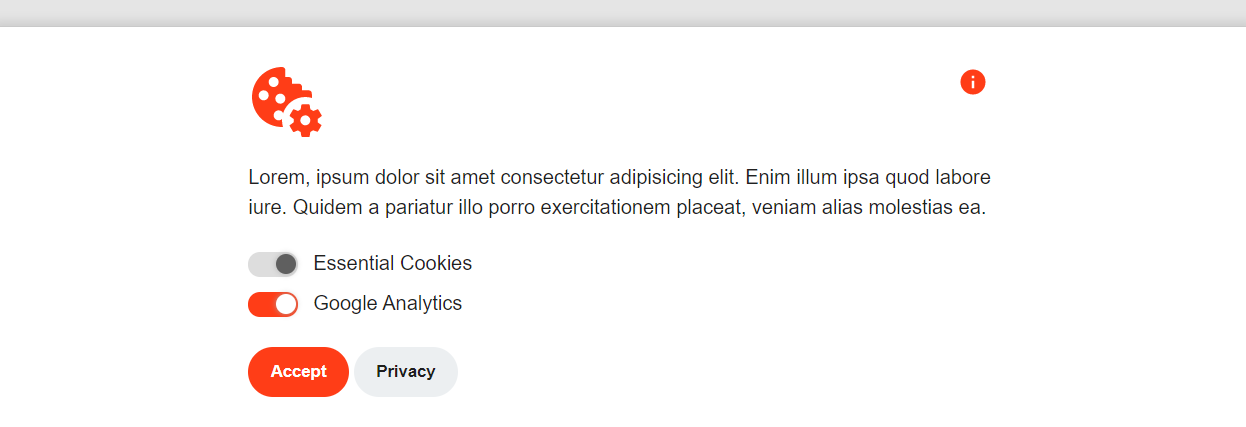 Lorem, ipsum dolor sit amet consectetur adipisicing elit. Enim illum ipsa quod labore
iure. Quidem a pariatur illo porro exercitationem placeat, veniam alias molestias ea.
Essential Cookies
Google Analytics
Accept Privacy